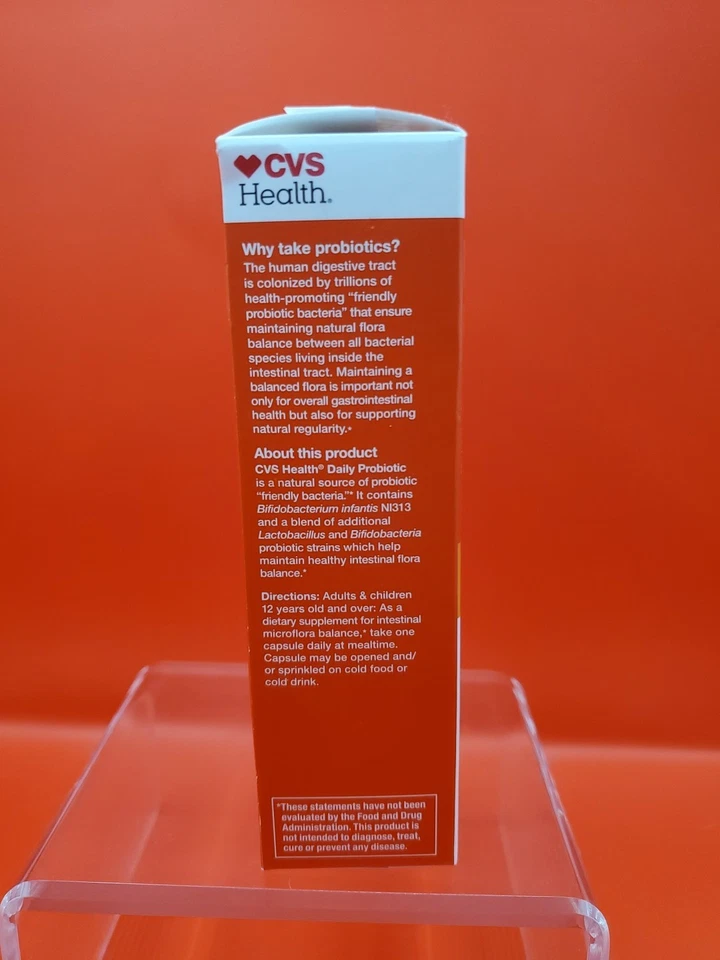 CVS
Health®
Why take probiotics?
The human digestive tract
is colonized by trillions of
health-promoting “friendly
probiotic bacteria” that ensure
maintaining natural flora
balance between all bacterial
species living inside the
intestinal tract. Maintaining a
balanced flora is important not
only for overall gastrointestinal
health but also for supporting
natural regularity.*
About this product
CVS Health® Daily Probiotic
is a natural source of probiotic
“friendly bacteria.”* It contains
Bifidobacterium infantis NI313
and a blend of additional
Lactobacillus and Bifidobacteria
probiotic strains which help
maintain healthy intestinal flora
balance.*
Directions: Adults & children
12 years old and over: As a
dietary supplement for intestinal
microflora balance,* take one
capsule daily at mealtime.
Capsule may be opened and/
or sprinkled on cold food or
cold drink.
*These statements have not been
evaluated by the Food and Drug
Administration. This product is
not intended to diagnose, treat,
cure or prevent any disease.